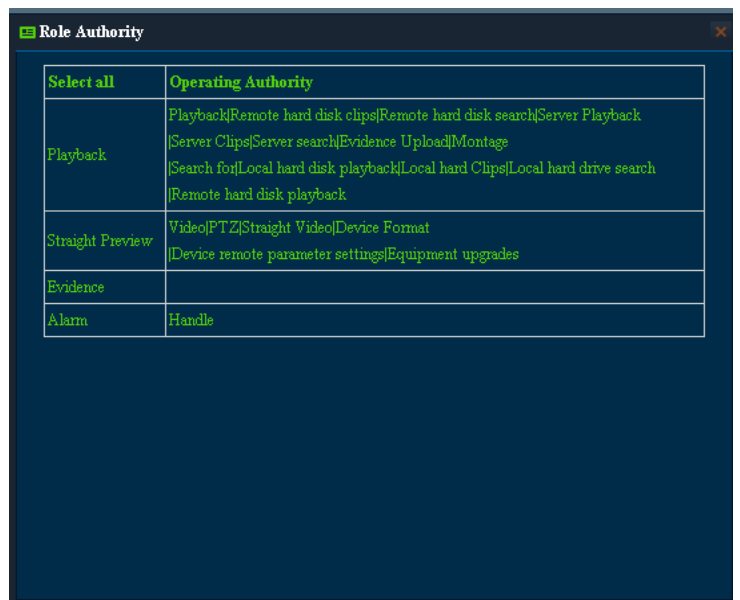 Role Authority
Select all Operating Authority
Playback
Playback|Remote hard disk clips|Remote hard disk search|Server Playback
|Server Clips|Server search|Evidence Upload|Montage
|Search for|Local hard disk playback|Local hard Clips|Local hard drive search
|Remote hard disk playback
Straight Preview
Video|PTZ|Straight Video|Device Format
|Device remote parameter settings|Equipment upgrades
Evidence
Alarm Handle